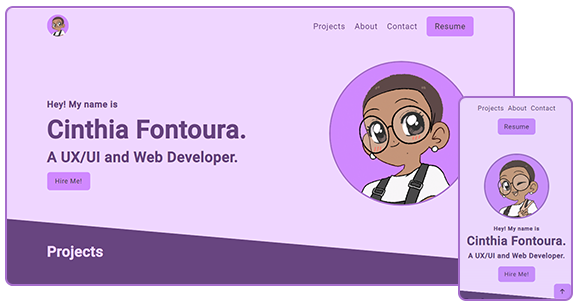 Projects About Contact Resume
Hey! My name is
Cinthia Fontoura.
A UX/UI and Web Developer.
Hire Me!
Projects
Projects About Contact
Resume
Hey! My name is
Cinthia Fontoura.
A UX/UI and Web Developer.
Hire Me!